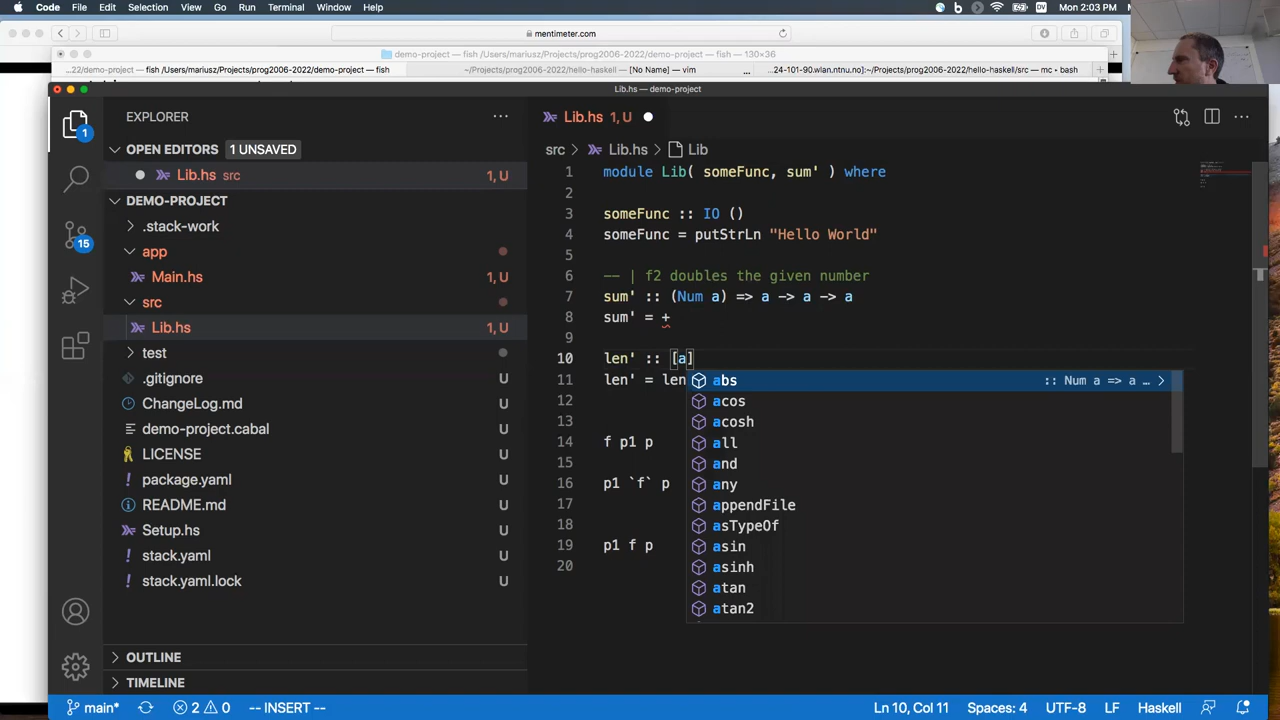 Code File Edit Selection View Go Run Terminal Window Help DV Mon 2:03 PM
mentimeter.com
demo-project — fish /Users/mariusz/Projects/prog2006-2022/demo-project — fish — 130×36
..22/demo-project — fish /Users/mariusz/Projects/prog2006-2022/demo-project — fish
~/Projects/prog2006-2022/hello-haskell — [No Name] — vim
... ...24-101-90.wlan.ntnu.no]:~/Projects/prog2006-2022/hello-haskell/src — mc • bash
Lib.hs — demo-project
EXPLORER
OPEN EDITORS 1 UNSAVED
Lib.hs src 1, U
DEMO-PROJECT
.stack-work
app
Main.hs 1, U
src
Lib.hs 1, U
test
.gitignore U
ChangeLog.md U
demo-project.cabal U
LICENSE U
package.yaml U
README.md U
Setup.hs U
stack.yaml U
stack.yaml.lock U
OUTLINE
TIMELINE
1
15
Lib.hs 1, U
src > Lib.hs > Lib
1 module Lib( someFunc, sum' ) where
2
3 someFunc :: IO ()
4 someFunc = putStrLn "Hello World"
5
6 -- | f2 doubles the given number
7 sum' :: (Num a) => a -> a -> a
8 sum' = +
9
10 len' :: [a]
11 len' = len
12
13
14 f p1 p
15
16 p1 `f` p
17
18
19 p1 f p
20
abs :: Num a => a …
acos
acosh
all
and
any
appendFile
asTypeOf
asin
asinh
atan
atan2
main* 2 0 -- INSERT -- Ln 10, Col 11 Spaces: 4 UTF-8 LF Haskell